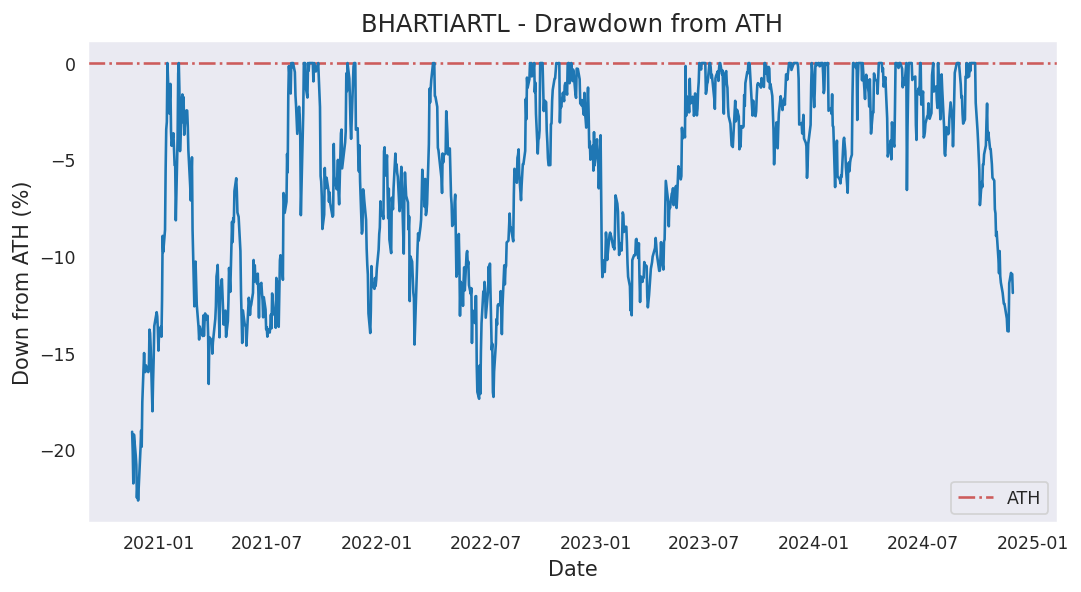 BHARTIARTL - Drawdown from ATH
Down from ATH (%)
0
−5
−10
−15
−20
ATH
2021-01 2021-07 2022-01 2022-07 2023-01 2023-07 2024-01 2024-07 2025-01
Date